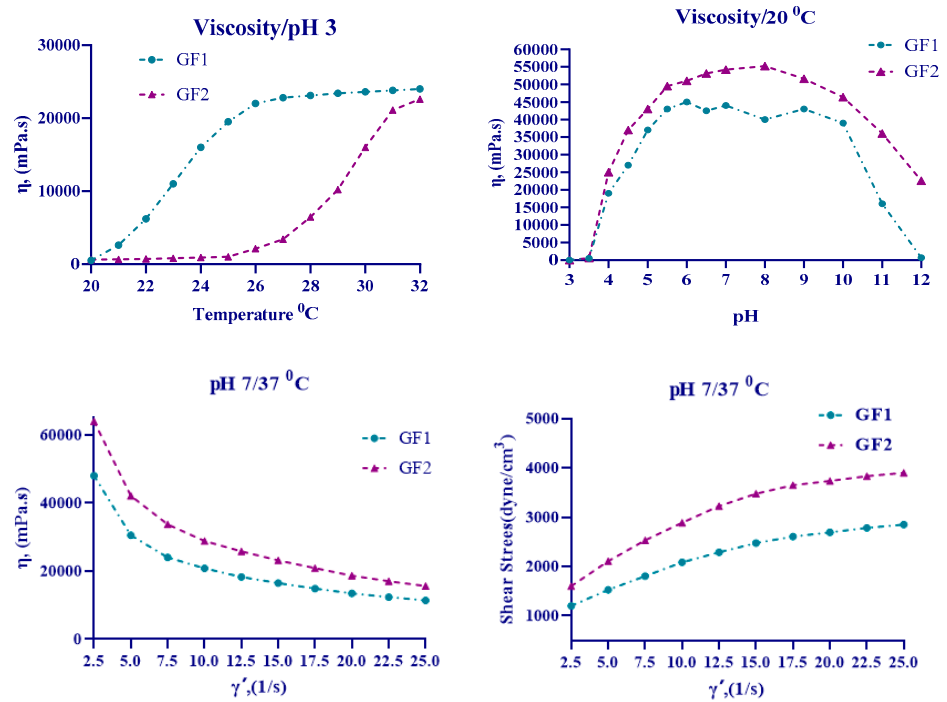 Viscosity/pH 3
GF1
GF2
30000
20000
10000
0
η, (mPa.s)
20 22 24 26 28 30 32
Temperature ⁰C
Viscosity/20 ⁰C
GF1
GF2
60000
55000
50000
45000
40000
35000
30000
25000
20000
15000
10000
5000
0
η, (mPa.s)
3 4 5 6 7 8 9 10 11 12
pH
pH 7/37 ⁰C
GF1
GF2
60000
40000
20000
0
η, (mPa.s)
2.5 5.0 7.5 10.0 12.5 15.0 17.5 20.0 22.5 25.0
γ′,(1/s)
pH 7/37 ⁰C
GF1
GF2
5000
4000
3000
2000
1000
Shear Strees(dyne/cm³)
2.5 5.0 7.5 10.0 12.5 15.0 17.5 20.0 22.5 25.0
γ′,(1/s)